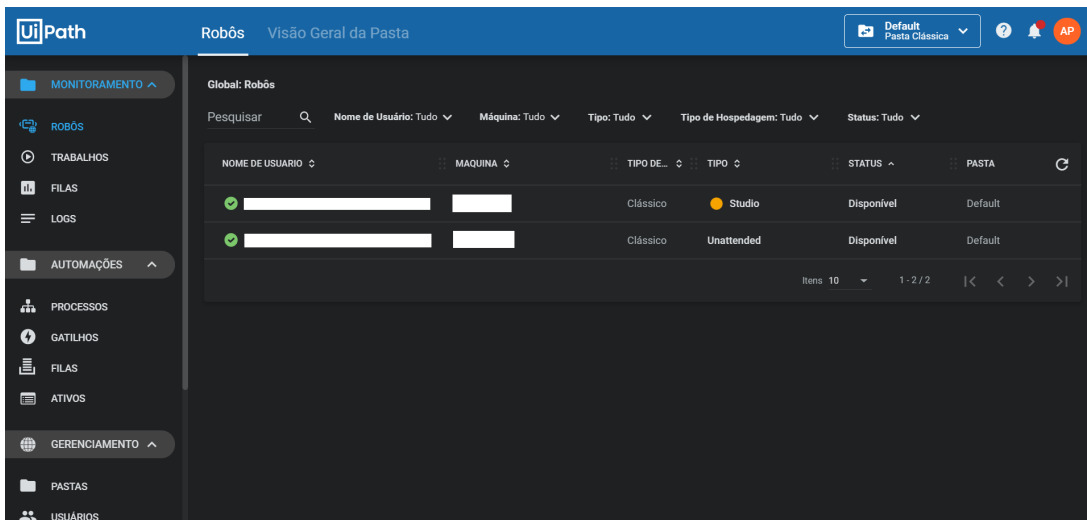 UiPath
Robôs Visão Geral da Pasta
Default
Pasta Clássica
? AP
MONITORAMENTO
ROBÔS
TRABALHOS
FILAS
LOGS
AUTOMAÇÕES
PROCESSOS
GATILHOS
FILAS
ATIVOS
GERENCIAMENTO
PASTAS
USUÁRIOS
Global: Robôs
Pesquisar Nome de Usuário: Tudo Máquina: Tudo Tipo: Tudo Tipo de Hospedagem: Tudo Status: Tudo
NOME DE USUARIO MAQUINA TIPO DE... TIPO STATUS PASTA
Clássico Studio Disponível Default
Clássico Unattended Disponível Default
Itens 10 1 - 2 / 2